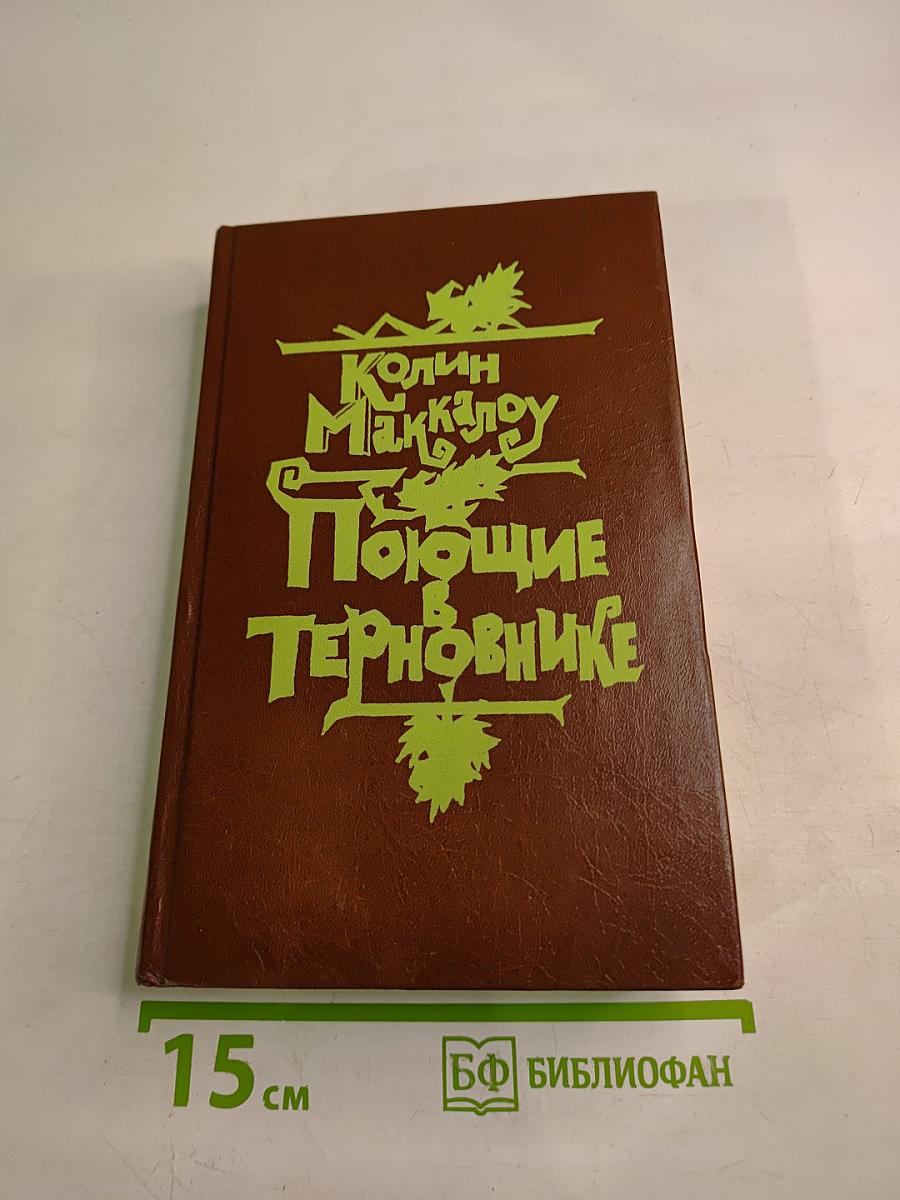 Колин
Маккалоу
Поющие
в
Терновнике
15 см
БФ БИБЛИОФАН